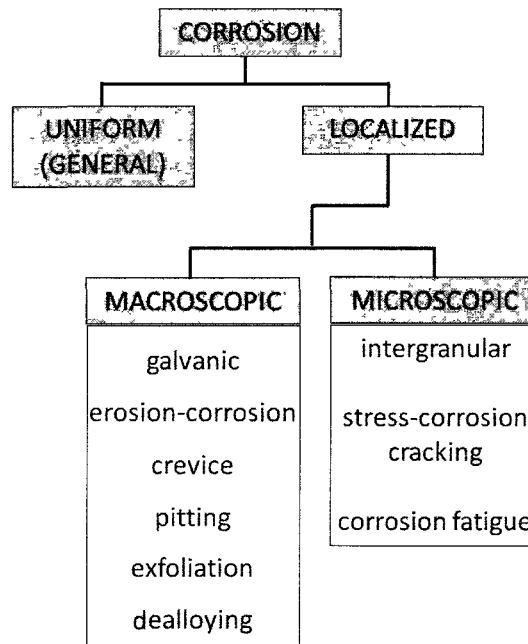 CORROSION
UNIFORM
(GENERAL)
LOCALIZED
MACROSCOPIC
galvanic
erosion-corrosion
crevice
pitting
exfoliation
dealloying
MICROSCOPIC
intergranular
stress-corrosion
cracking
corrosion fatigue